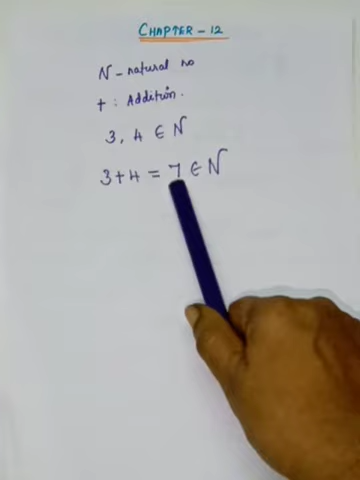 CHAPTER - 12
N - natural no
+ : Addition.
3, 4 ∈ N
3+4 = 7 ∈ N